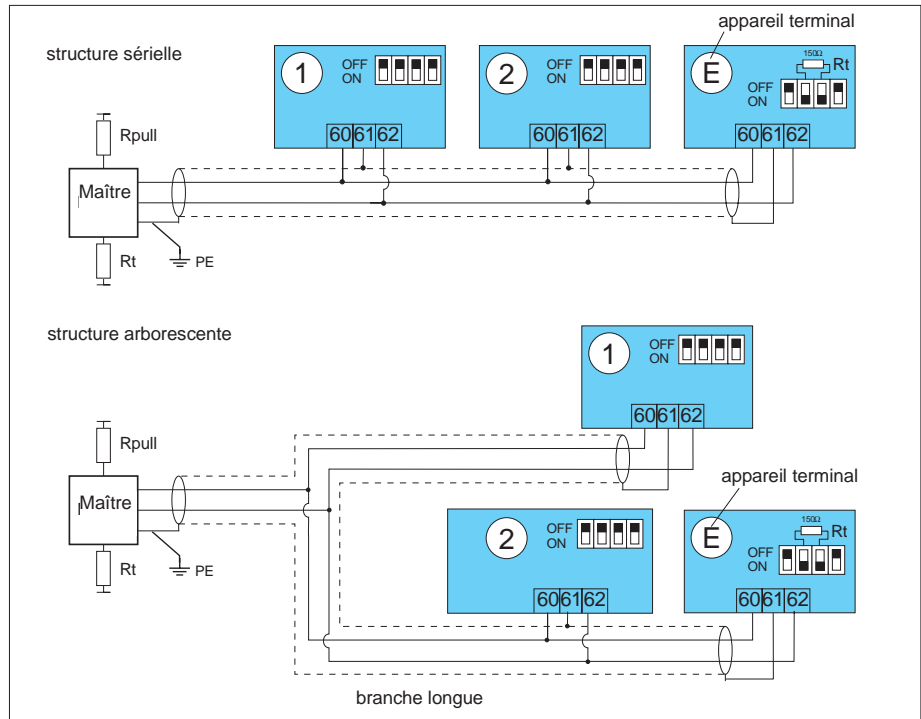 structure sérielle
appareil terminal
1
OFF
ON
60 61 62
2
OFF
ON
60 61 62
E
150Ω
Rt
OFF
ON
60 61 62
Rpull
Maître
Rt
PE
structure arborescente
1
OFF
ON
60 61 62
Rpull
Maître
Rt
PE
appareil terminal
2
OFF
ON
60 61 62
E
150Ω
Rt
OFF
ON
60 61 62
branche longue